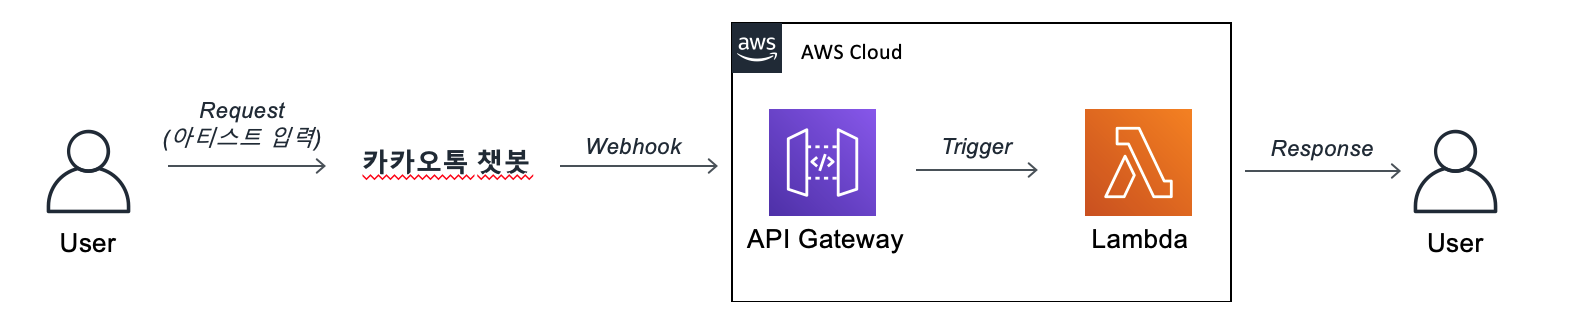 aws
AWS Cloud
Request
(아티스트 입력)
카카오톡 챗봇
Webhook
Trigger
Response
User
API Gateway
Lambda
User